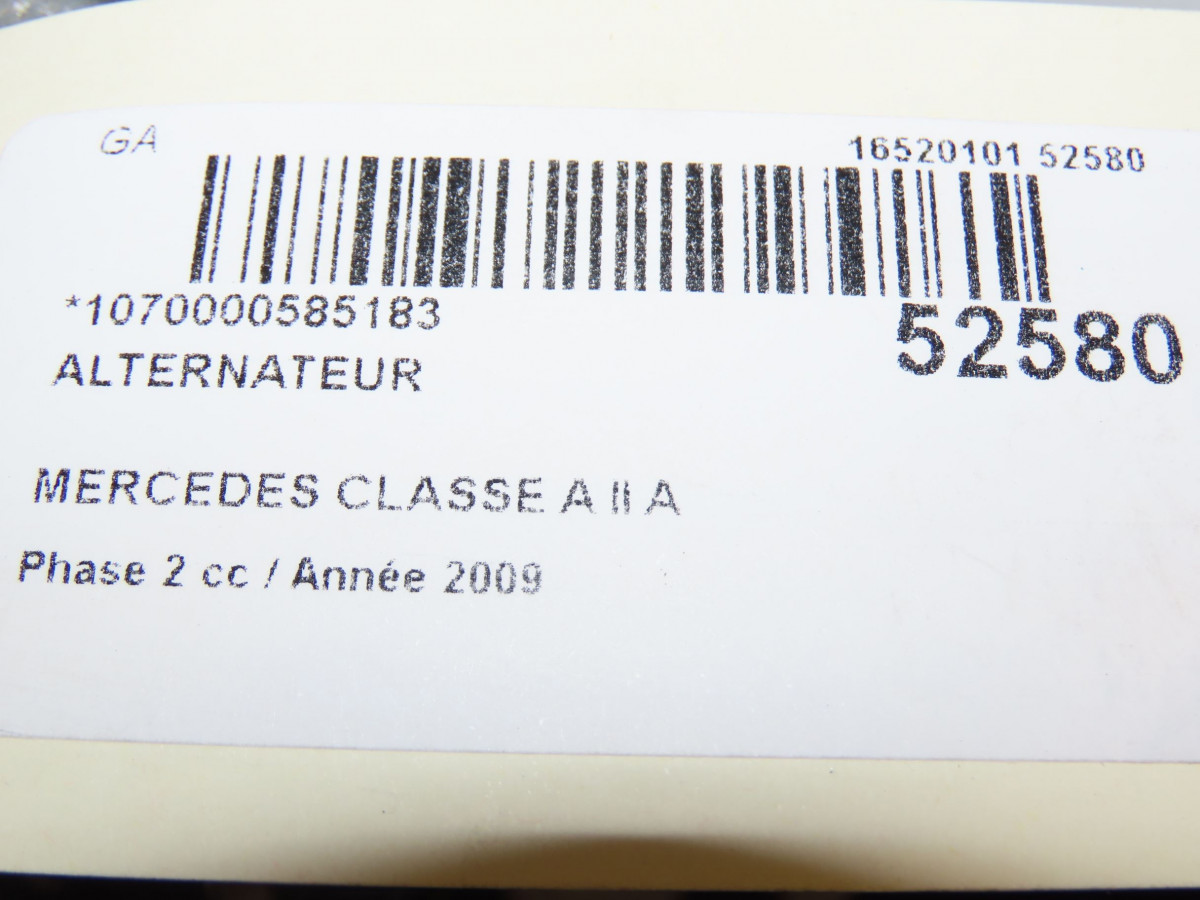 GA
16520101 52580
*1070000585183
52580
ALTERNATEUR
MERCEDES CLASSE A II A
Phase 2 cc / Année 2009